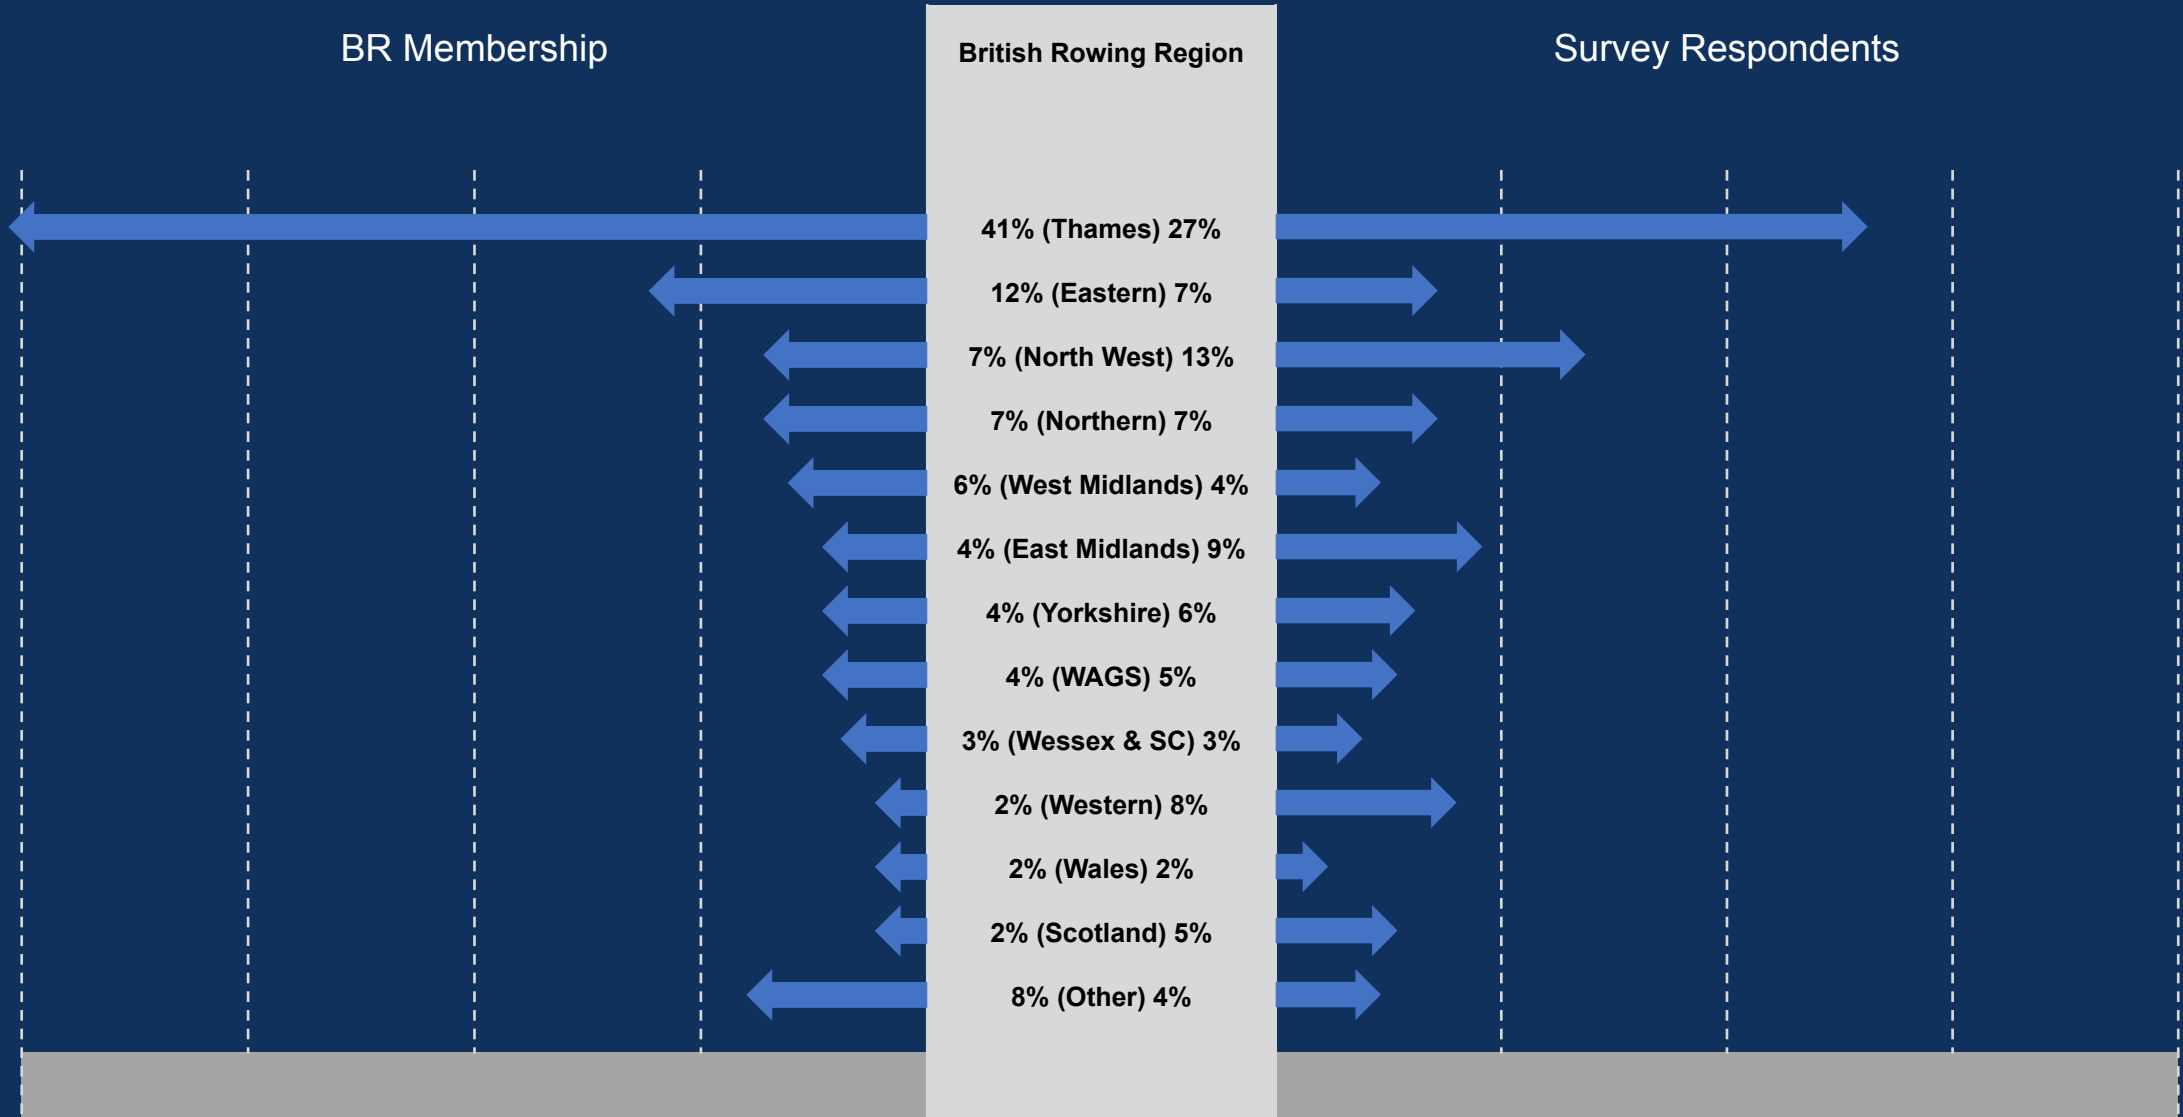 BR Membership
British Rowing Region
Survey Respondents
41% (Thames) 27%
12% (Eastern) 7%
7% (North West) 13%
7% (Northern) 7%
6% (West Midlands) 4%
4% (East Midlands) 9%
4% (Yorkshire) 6%
4% (WAGS) 5%
3% (Wessex & SC) 3%
2% (Western) 8%
2% (Wales) 2%
2% (Scotland) 5%
8% (Other) 4%